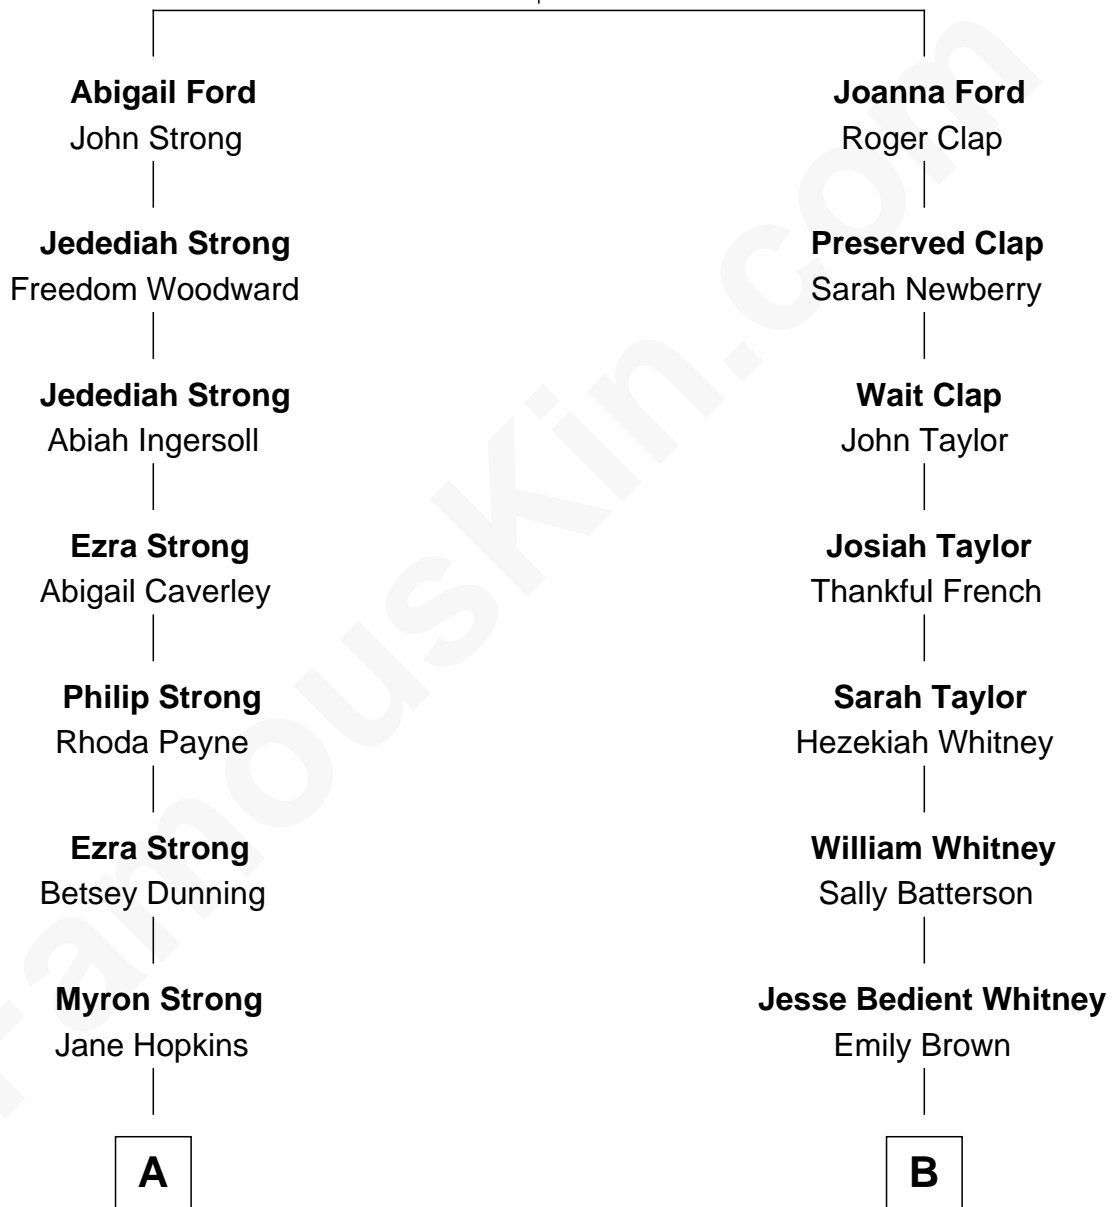 Abigail Ford
John Strong
Joanna Ford
Roger Clap
Jedediah Strong
Freedom Woodward
Preserved Clap
Sarah Newberry
Jedediah Strong
Abiah Ingersoll
Wait Clap
John Taylor
Ezra Strong
Abigail Caverley
Josiah Taylor
Thankful French
Philip Strong
Rhoda Payne
Sarah Taylor
Hezekiah Whitney
Ezra Strong
Betsey Dunning
William Whitney
Sally Batterson
Myron Strong
Jane Hopkins
Jesse Bedient Whitney
Emily Brown
A
B
FamousKin.com